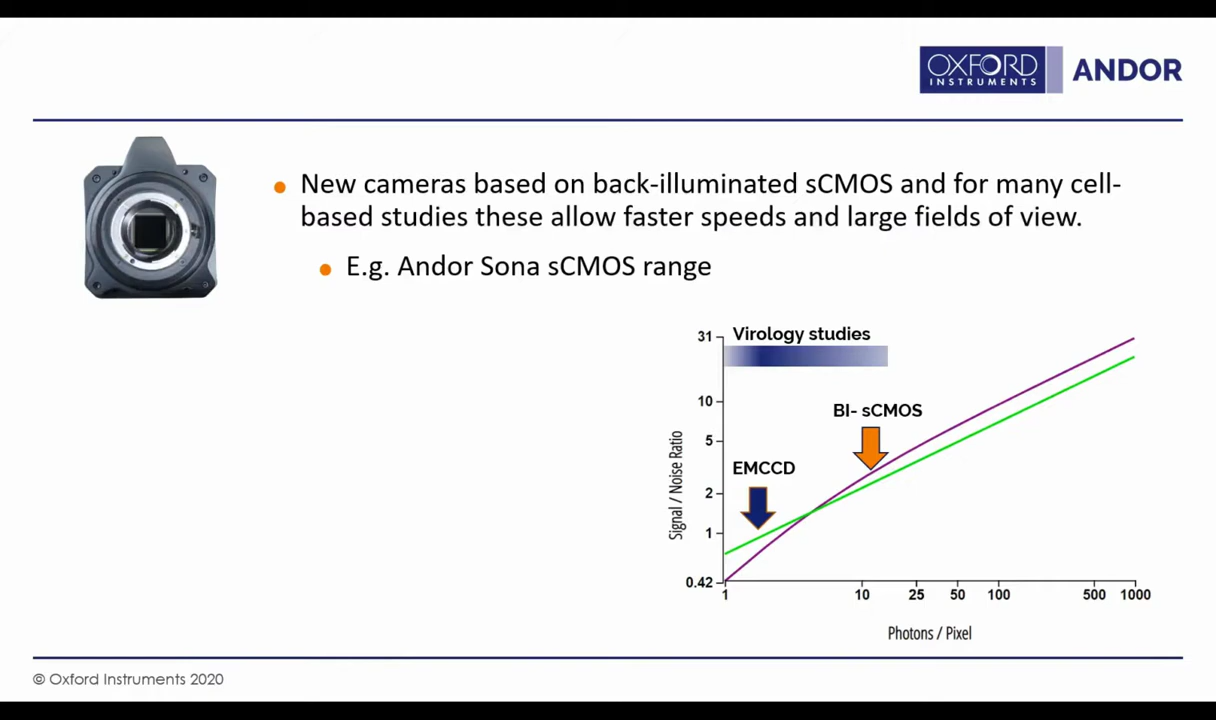 OXFORD
INSTRUMENTS
ANDOR
New cameras based on back-illuminated sCMOS and for many cell-
based studies these allow faster speeds and large fields of view.
E.g. Andor Sona sCMOS range
Virology studies
BI- sCMOS
EMCCD
Signal / Noise Ratio
31
10
5
2
1
0.42
1 10 25 50 100 500 1000
Photons / Pixel
© Oxford Instruments 2020